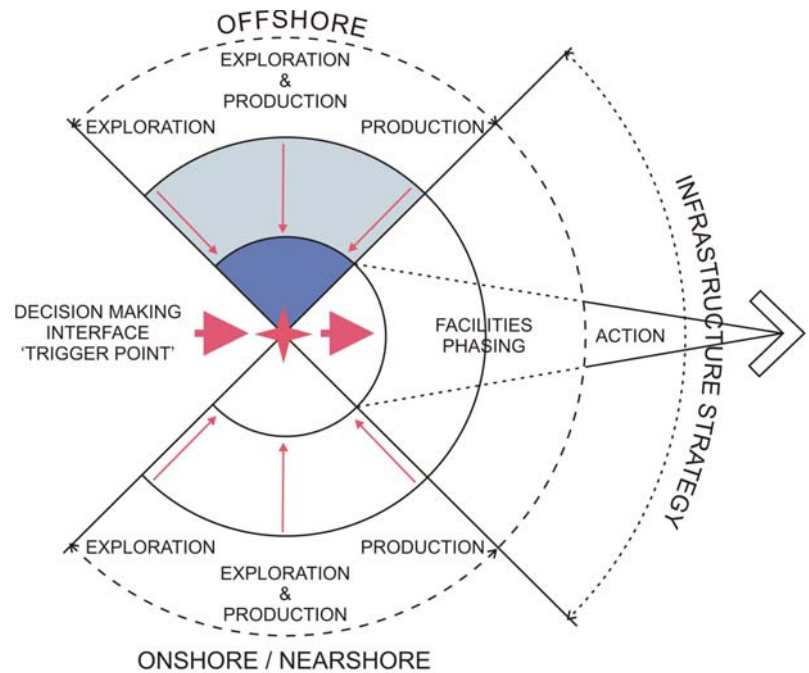 OFFSHORE
EXPLORATION
&
PRODUCTION
EXPLORATION
PRODUCTION
DECISION MAKING
INTERFACE
‘TRIGGER POINT’
FACILITIES
PHASING
ACTION
INFRASTRUCTURE STRATEGY
EXPLORATION
PRODUCTION
EXPLORATION
&
PRODUCTION
ONSHORE / NEARSHORE